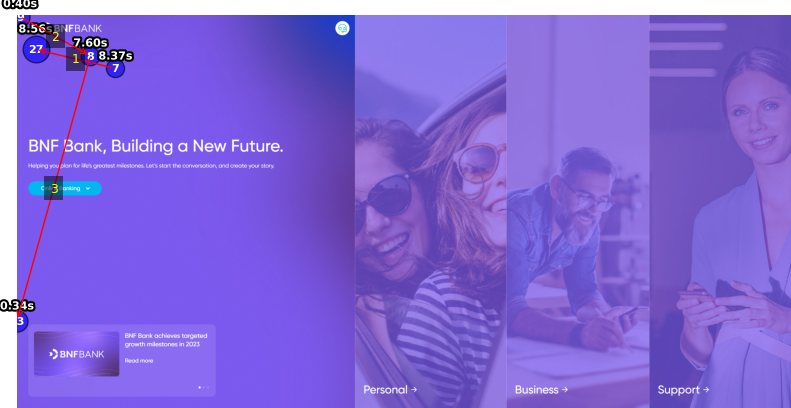 0:40s
8:56s
BNFBANK
2
7.60s
27
1
8
8.37s
7
BNF Bank, Building a New Future.
Helping you plan for life's greatest milestones. Let's start the conversation, and create your story.
3
0:34s
3
BNF Bank achieves targeted
growth milestones in 2023
BNFBANK
Read more
Personal →
Business →
Support →